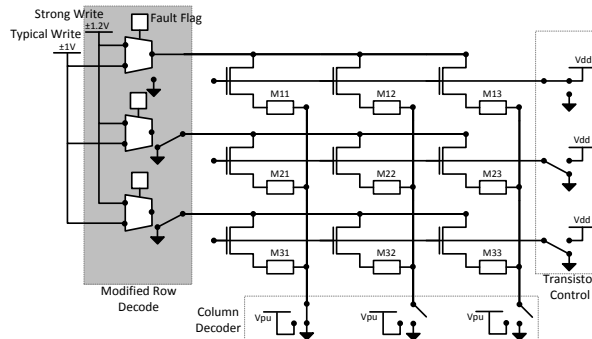 Strong Write
Fault Flag
±1.2V
Typical Write
±1V
Vdd
M11
M12
M13
Vdd
M21
M22
M23
Vdd
M31
M32
M33
Modified Row
Decode
Transistor
Control
Column
Decoder
Vpu
Vpu
Vpu